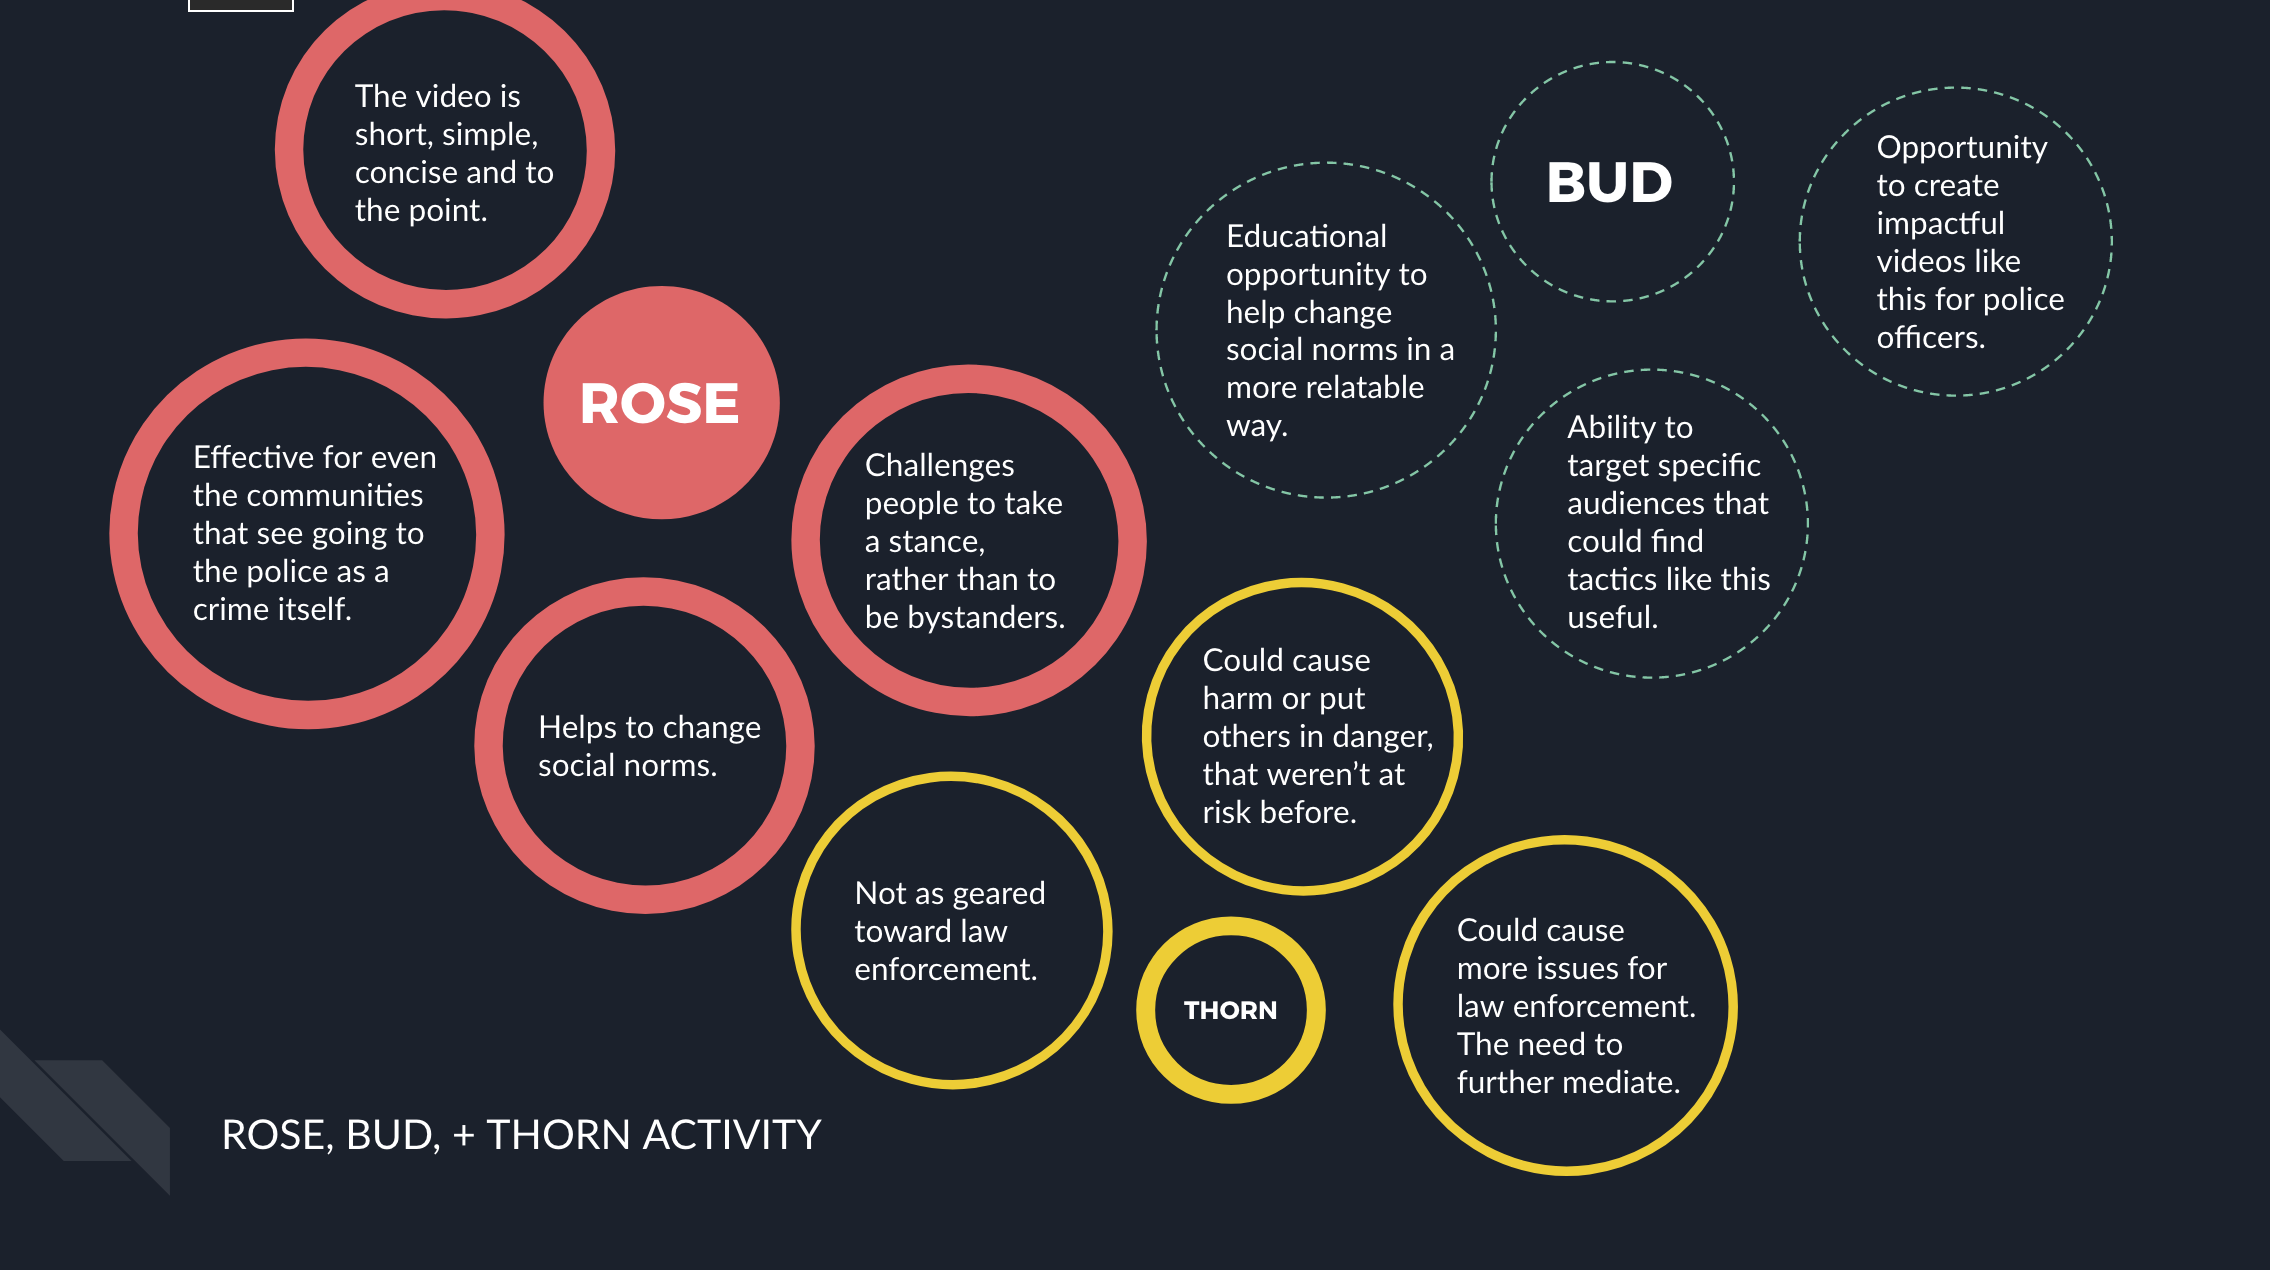 The video is
short, simple,
concise and to
the point.
ROSE
Effective for even
the communities
that see going to
the police as a
crime itself.
Challenges
people to take
a stance,
rather than to
be bystanders.
Helps to change
social norms.
BUD
Educational
opportunity to
help change
social norms in a
more relatable
way.
Opportunity
to create
impactful
videos like
this for police
officers.
Ability to
target specific
audiences that
could find
tactics like this
useful.
Could cause
harm or put
others in danger,
that weren’t at
risk before.
Not as geared
toward law
enforcement.
THORN
Could cause
more issues for
law enforcement.
The need to
further mediate.
ROSE, BUD, + THORN ACTIVITY